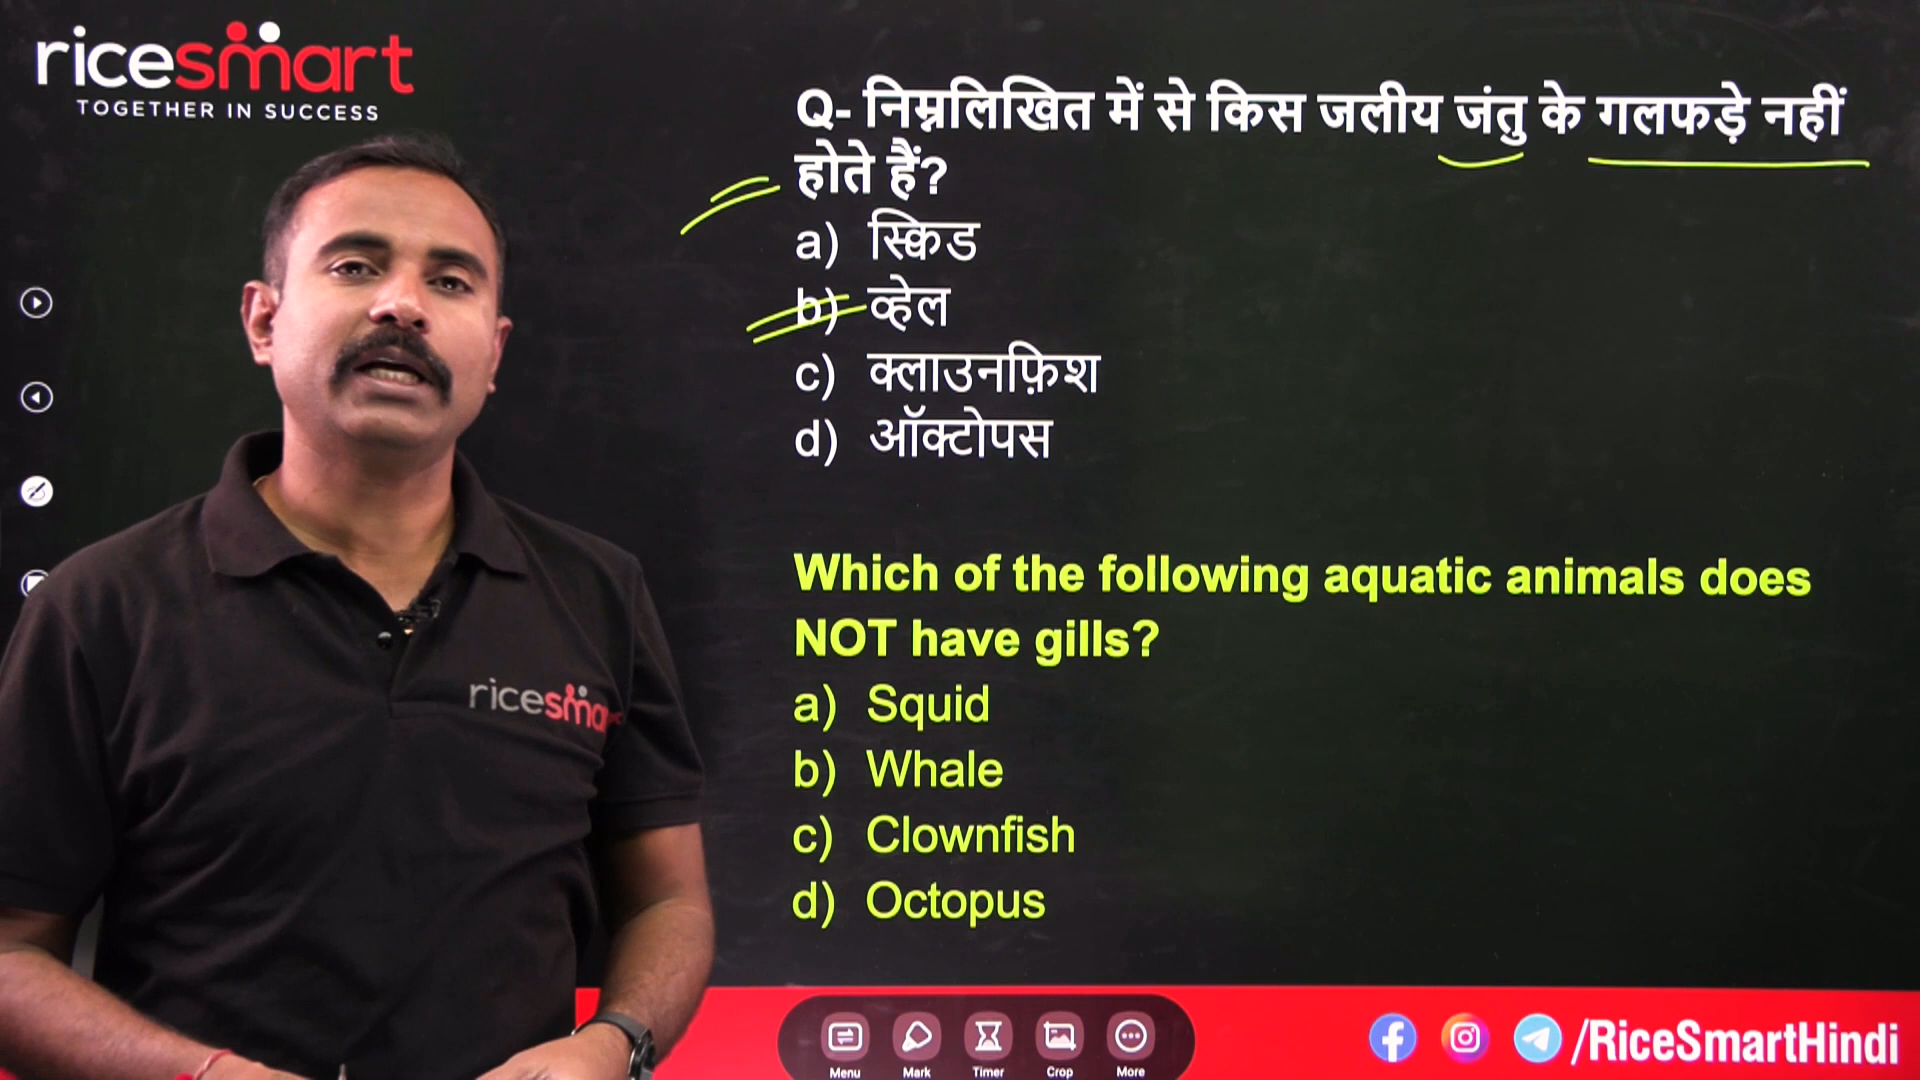 ricesmart
TOGETHER IN SUCCESS
Q- निम्नलिखित में से किस जलीय जंतु के गलफड़े नहीं
होते हैं?
a) स्क्विड
b) व्हेल
c) क्लाउनफ़िश
d) ऑक्टोपस
Which of the following aquatic animals does
NOT have gills?
a) Squid
b) Whale
c) Clownfish
d) Octopus
ricesmart
Menu Mark Timer Crop More
/RiceSmartHindi